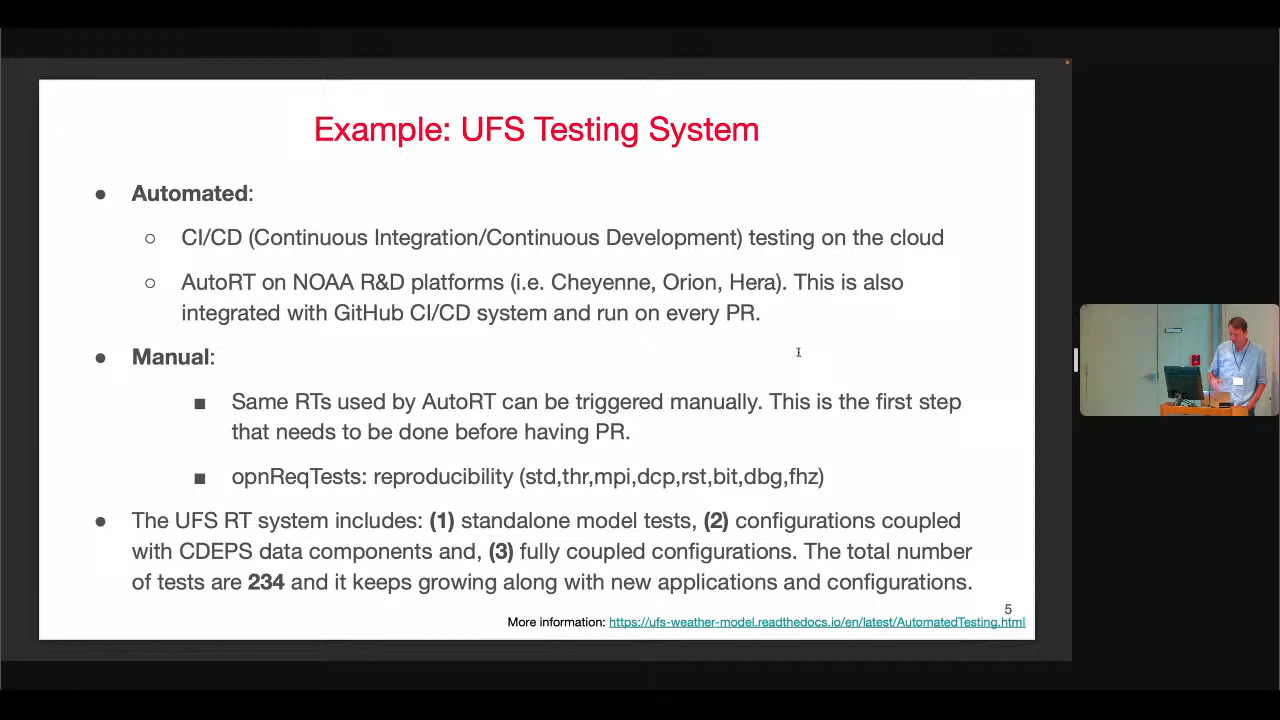 Example: UFS Testing System
● Automated:
○ CI/CD (Continuous Integration/Continuous Development) testing on the cloud
○ AutoRT on NOAA R&D platforms (i.e. Cheyenne, Orion, Hera). This is also
integrated with GitHub CI/CD system and run on every PR.
● Manual:
■ Same RTs used by AutoRT can be triggered manually. This is the first step
that needs to be done before having PR.
■ opnReqTests: reproducibility (std,thr,mpi,dcp,rst,bit,dbg,fhz)
● The UFS RT system includes: (1) standalone model tests, (2) configurations coupled
with CDEPS data components and, (3) fully coupled configurations. The total number
of tests are 234 and it keeps growing along with new applications and configurations.
5
More information: https://ufs-weather-model.readthedocs.io/en/latest/AutomatedTesting.html